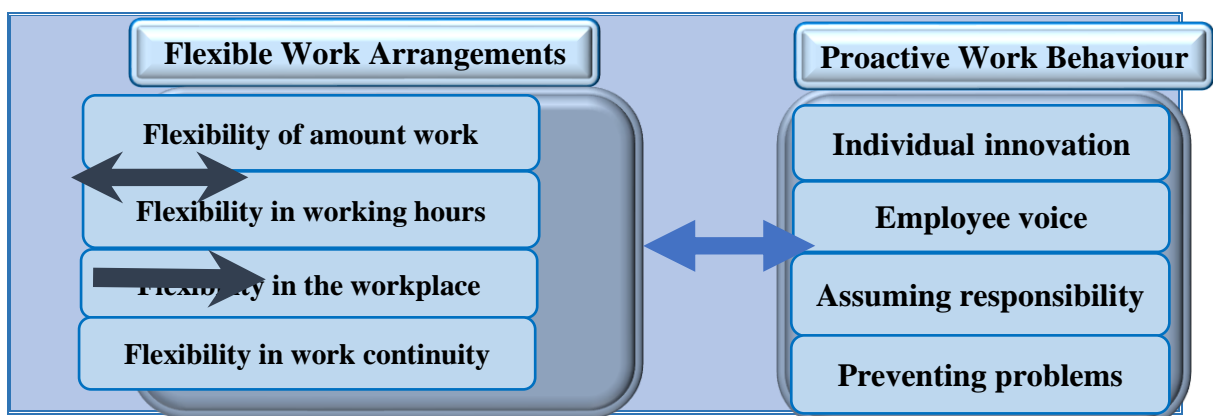 Flexible Work Arrangements
Flexibility of amount work
Flexibility in working hours
Flexibility in the workplace
Flexibility in work continuity
Proactive Work Behaviour
Individual innovation
Employee voice
Assuming responsibility
Preventing problems